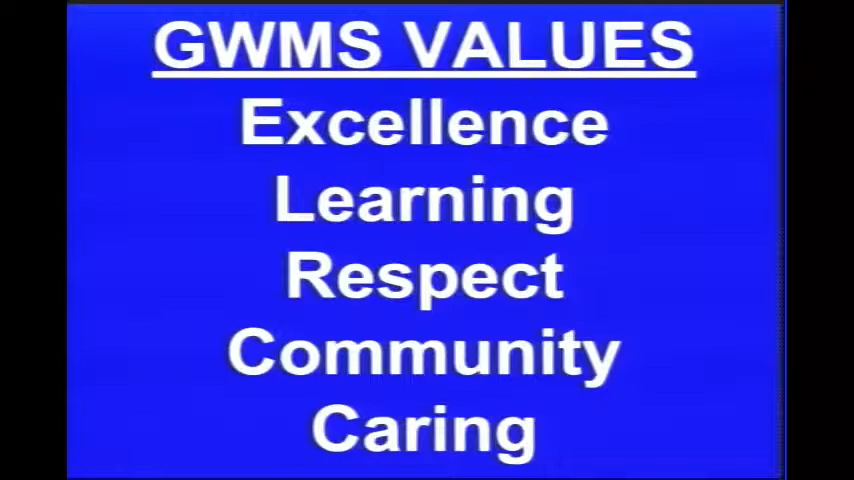 GWMS VALUES
Excellence
Learning
Respect
Community
Caring